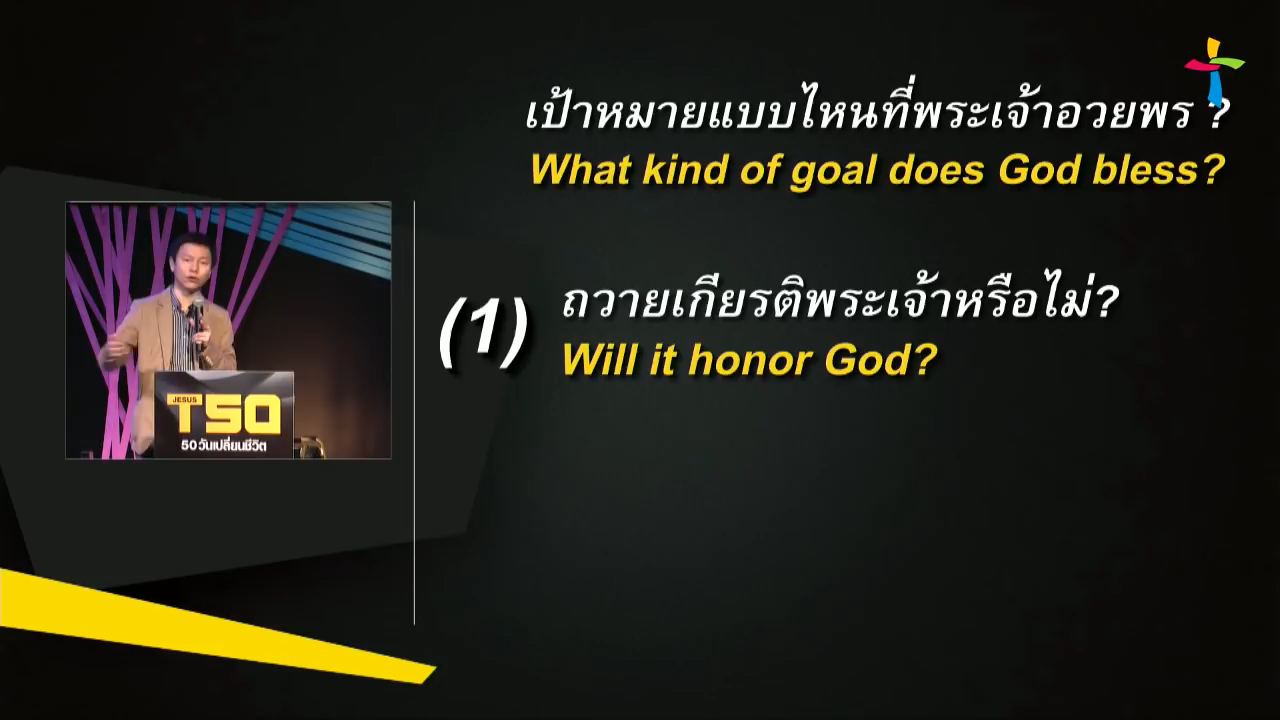 เป้าหมายแบบไหนที่พระเจ้าอวยพร ?
What kind of goal does God bless?
(1)
ถวายเกียรติพระเจ้าหรือไม่?
Will it honor God?
JESUS
T50
50 วันเปลี่ยนชีวิต